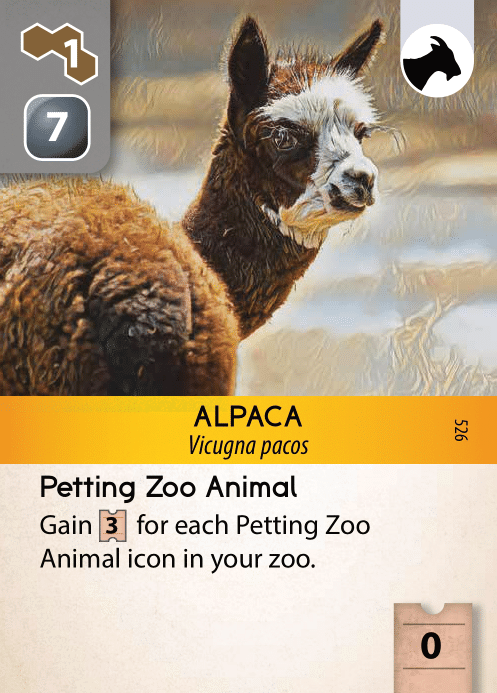 1
7
ALPACA
Vicugna pacos
526
Petting Zoo Animal
Gain 3 for each Petting Zoo
Animal icon in your zoo.
0